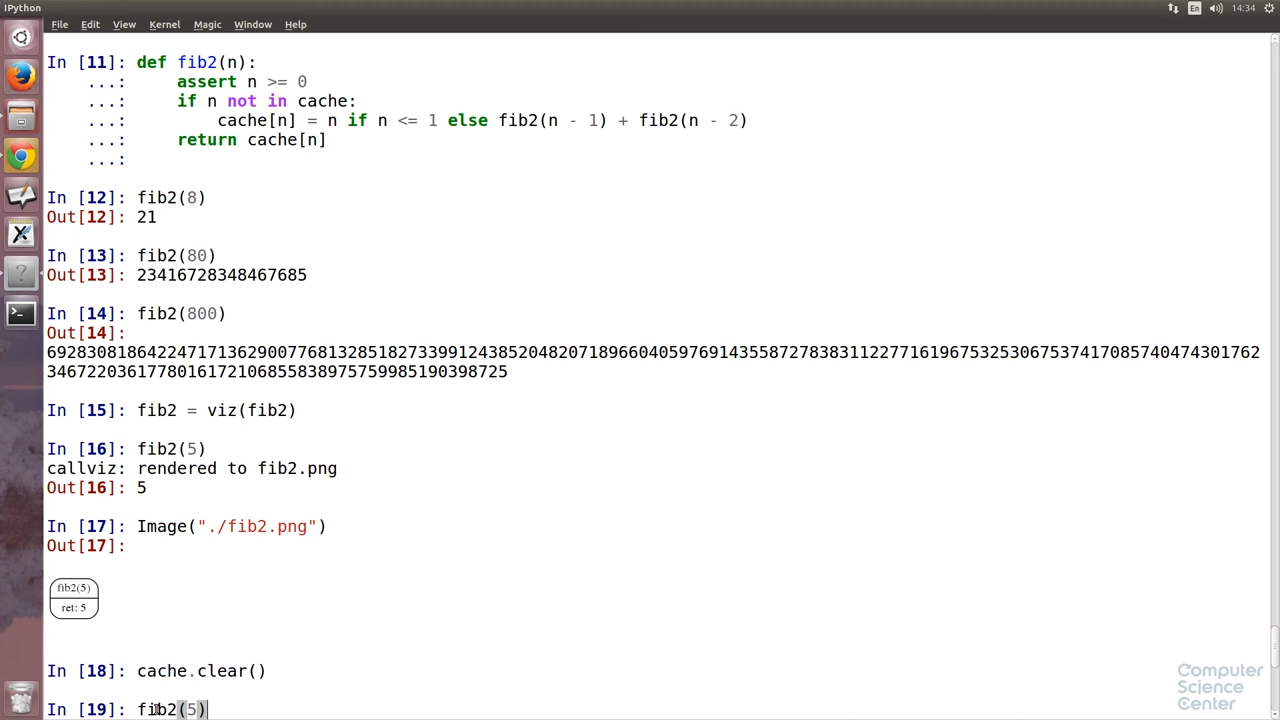 IPython
En
14:34
File Edit View Kernel Magic Window Help
In [11]: def fib2(n):
...: assert n >= 0
...: if n not in cache:
...: cache[n] = n if n <= 1 else fib2(n - 1) + fib2(n - 2)
...: return cache[n]
...:
In [12]: fib2(8)
Out[12]: 21
In [13]: fib2(80)
Out[13]: 23416728348467685
In [14]: fib2(800)
Out[14]:
69283081864224717136290077681328518273399124385204820718966040597691435587278383112277161967532530675374170857404743017623467220361778016172106855838975759985190398725
In [15]: fib2 = viz(fib2)
In [16]: fib2(5)
callviz: rendered to fib2.png
Out[16]: 5
In [17]: Image("./fib2.png")
Out[17]:
fib2(5)
ret: 5
In [18]: cache.clear()
In [19]: fib2(5)
Computer
Science
Center